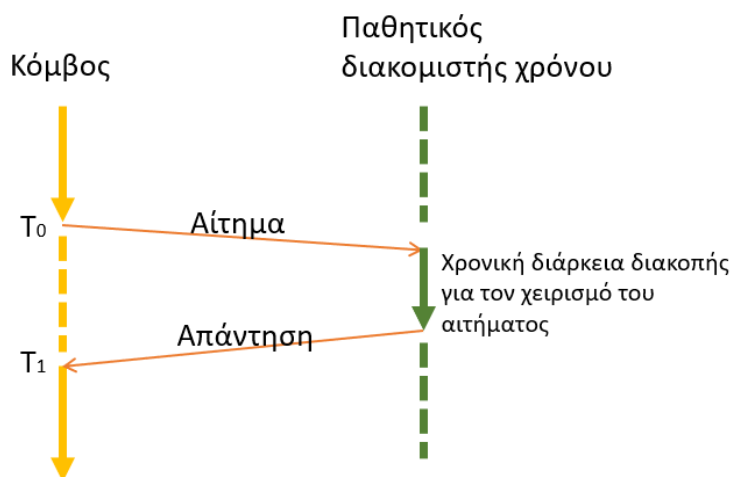 Παθητικός
διακομιστής χρόνου
Κόμβος
T0
Αίτημα
Χρονική διάρκεια διακοπής
για τον χειρισμό του
αιτήματος
Απάντηση
T1